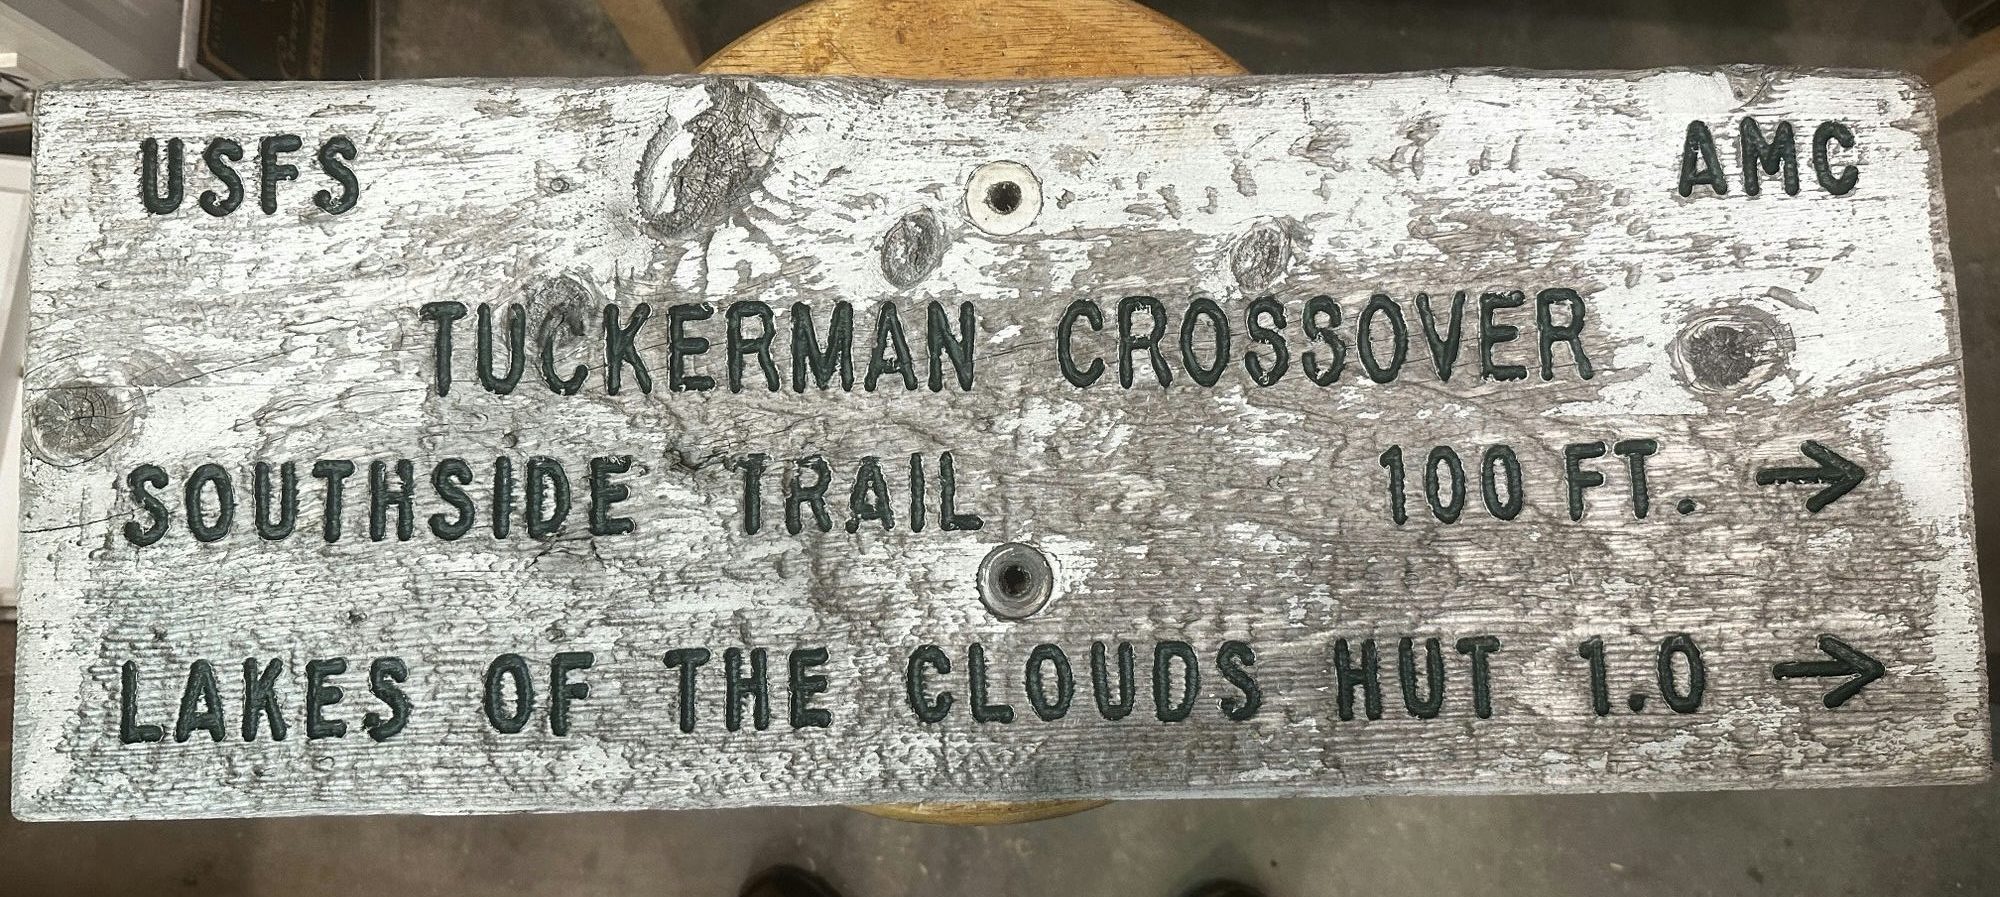 USFS AMC
TUCKERMAN CROSSOVER
SOUTHSIDE TRAIL 100 FT. →
LAKES OF THE CLOUDS HUT 1.0 →